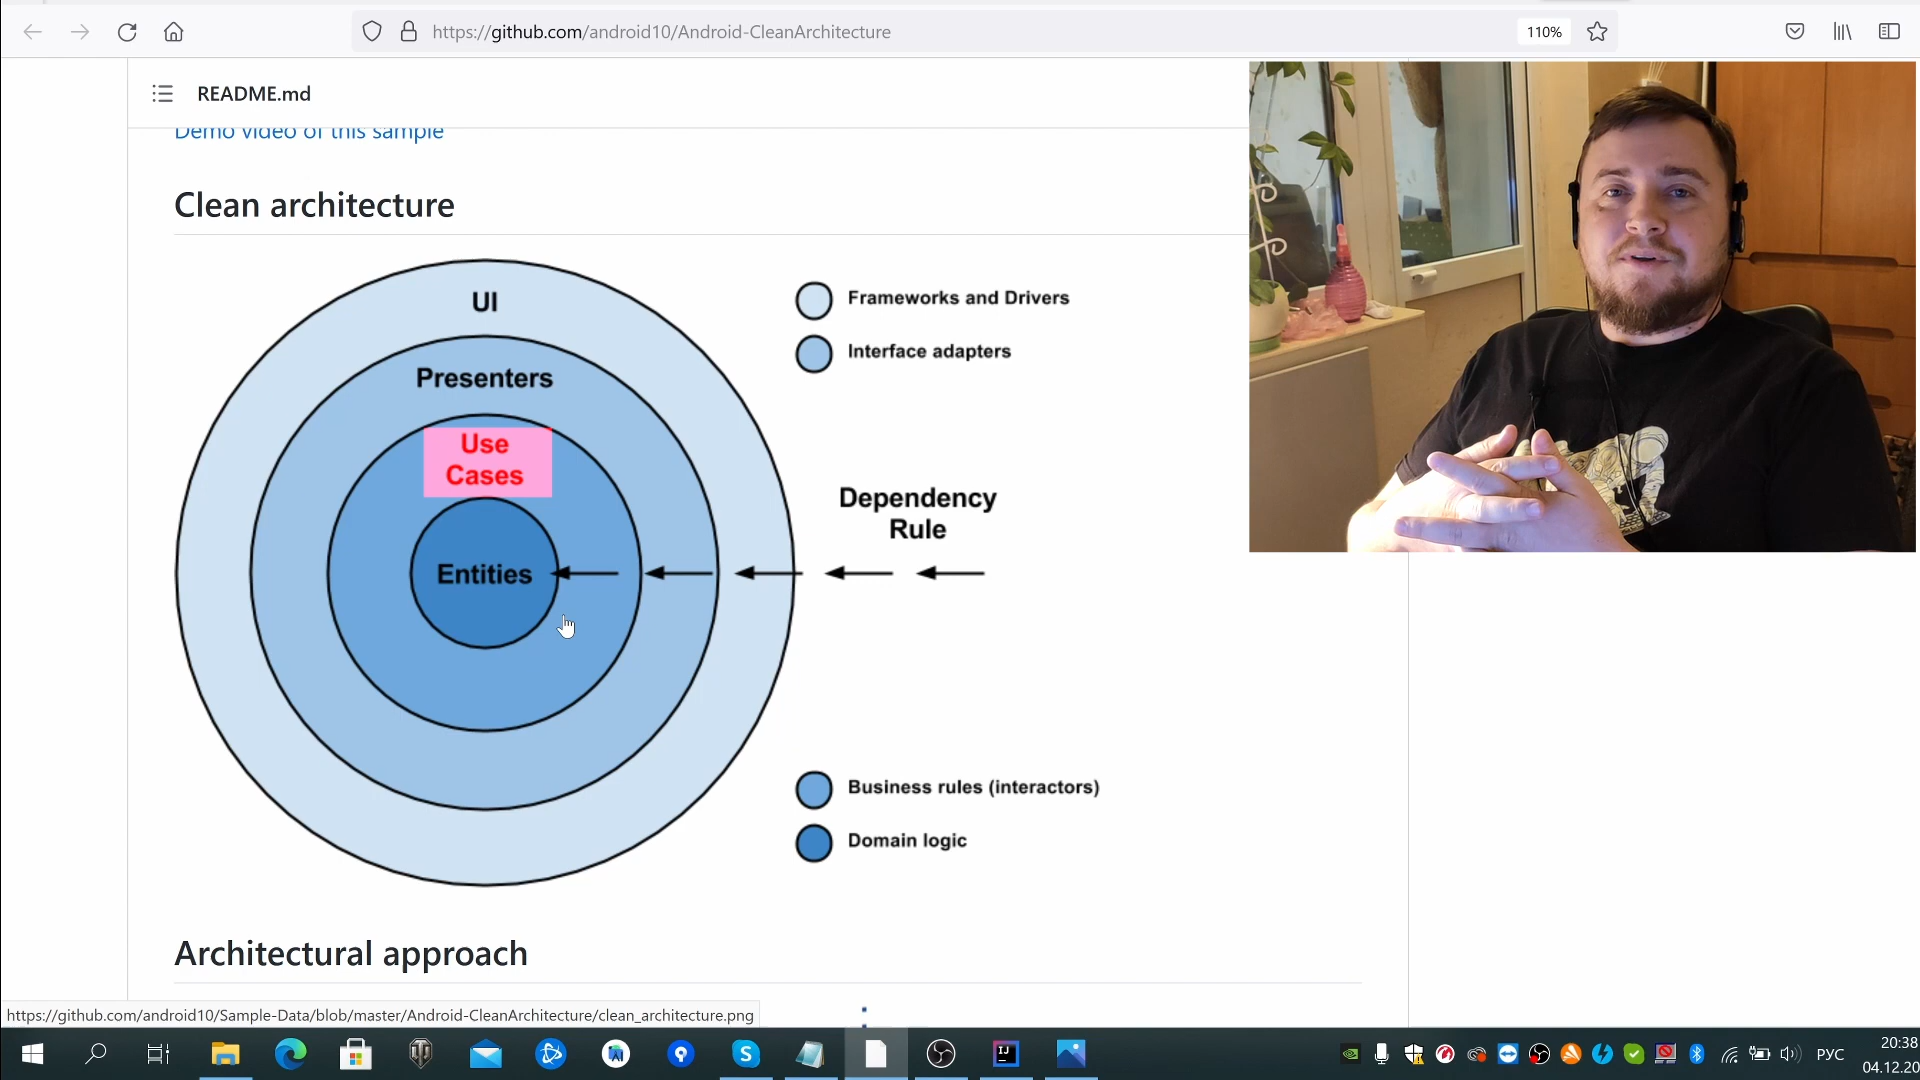 https://github.com/android10/Android-CleanArchitecture
110%
README.md
Demo video of this sample
Clean architecture
UI
Presenters
Use
Cases
Entities
Frameworks and Drivers
Interface adapters
Dependency
Rule
Business rules (interactors)
Domain logic
Architectural approach
https://github.com/android10/Sample-Data/blob/master/Android-CleanArchitecture/clean_architecture.png
РУС
20:38
04.12.20